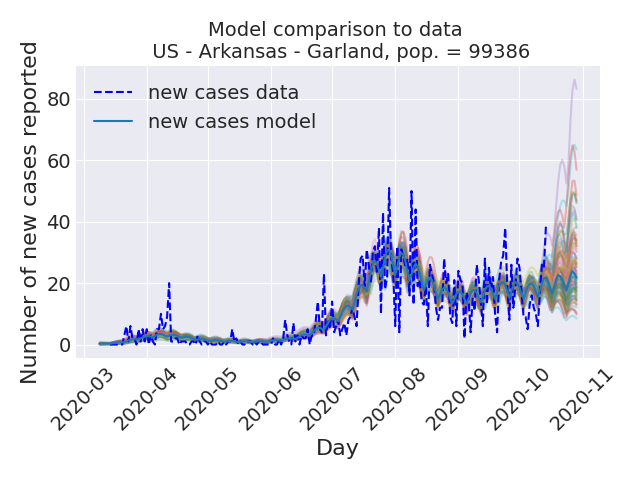 Model comparison to data
US - Arkansas - Garland, pop. = 99386
Number of new cases reported
80
60
40
20
0
new cases data
new cases model
2020-03
2020-04
2020-05
2020-06
2020-07
2020-08
2020-09
2020-10
2020-11
Day